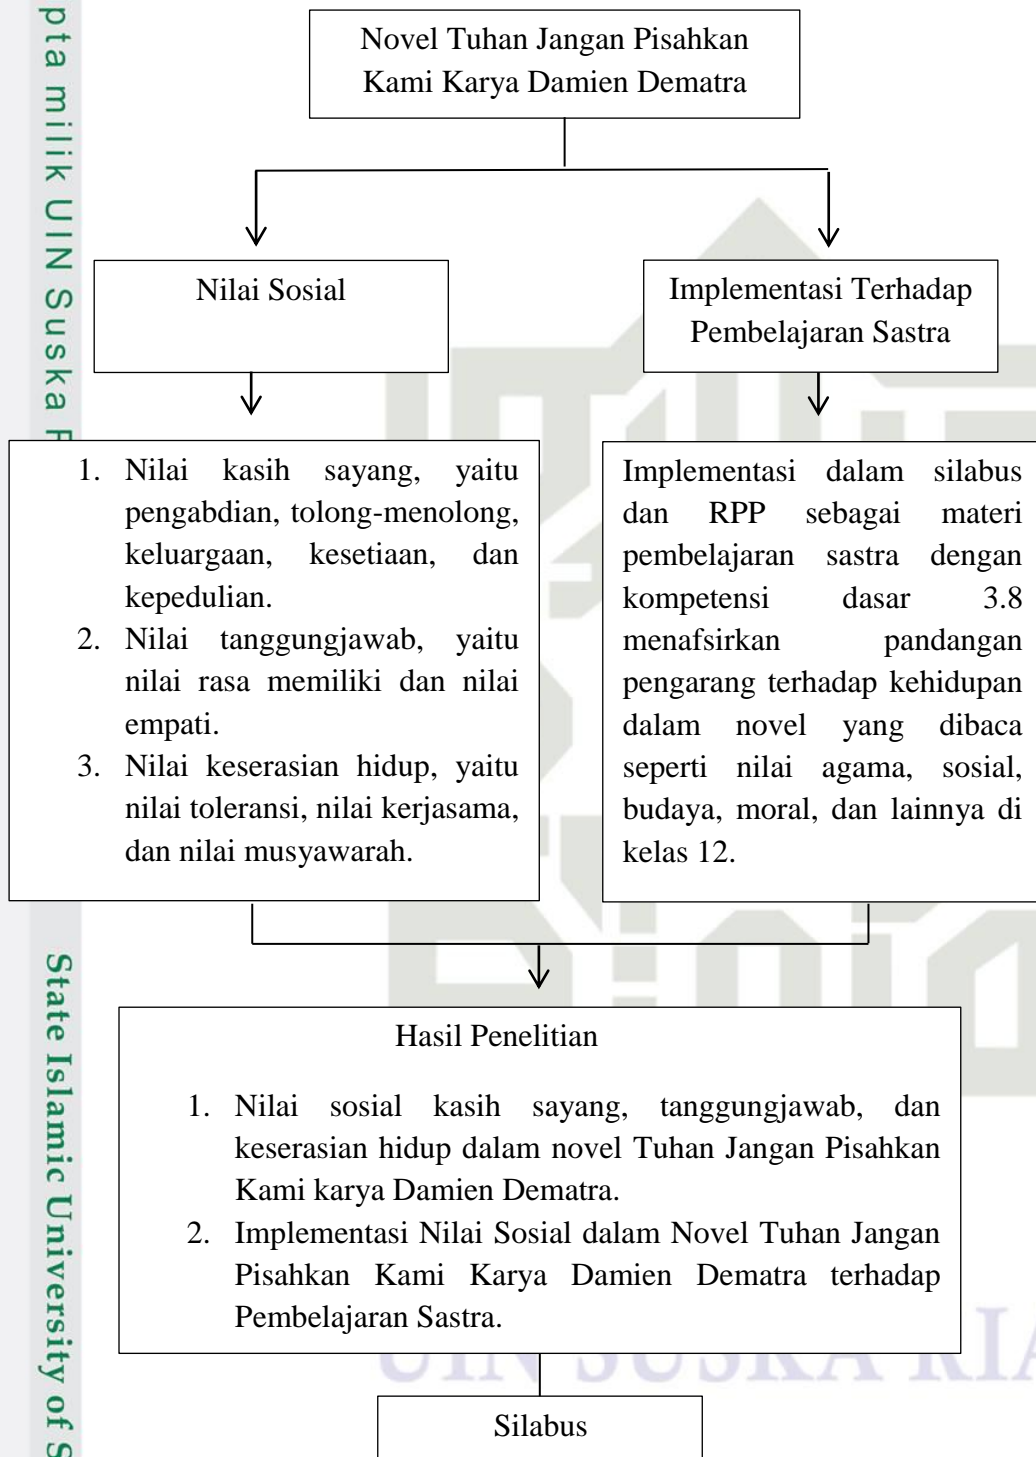 Novel Tuhan Jangan Pisahkan
Kami Karya Damien Dematra
Nilai Sosial
Implementasi Terhadap
Pembelajaran Sastra
1. Nilai kasih sayang, yaitu
pengabdian, tolong-menolong,
keluargaan, kesetiaan, dan
kepedulian.
2. Nilai tanggungjawab, yaitu
nilai rasa memiliki dan nilai
empati.
3. Nilai keserasian hidup, yaitu
nilai toleransi, nilai kerjasama,
dan nilai musyawarah.
Implementasi dalam silabus
dan RPP sebagai materi
pembelajaran sastra dengan
kompetensi dasar 3.8
menafsirkan pandangan
pengarang terhadap kehidupan
dalam novel yang dibaca
seperti nilai agama, sosial,
budaya, moral, dan lainnya di
kelas 12.
Hasil Penelitian
1. Nilai sosial kasih sayang, tanggungjawab, dan
keserasian hidup dalam novel Tuhan Jangan Pisahkan
Kami karya Damien Dematra.
2. Implementasi Nilai Sosial dalam Novel Tuhan Jangan
Pisahkan Kami Karya Damien Dematra terhadap
Pembelajaran Sastra.
Silabus
pta milik UIN Suska
State Islamic University of S
UIN SUSKA RIA